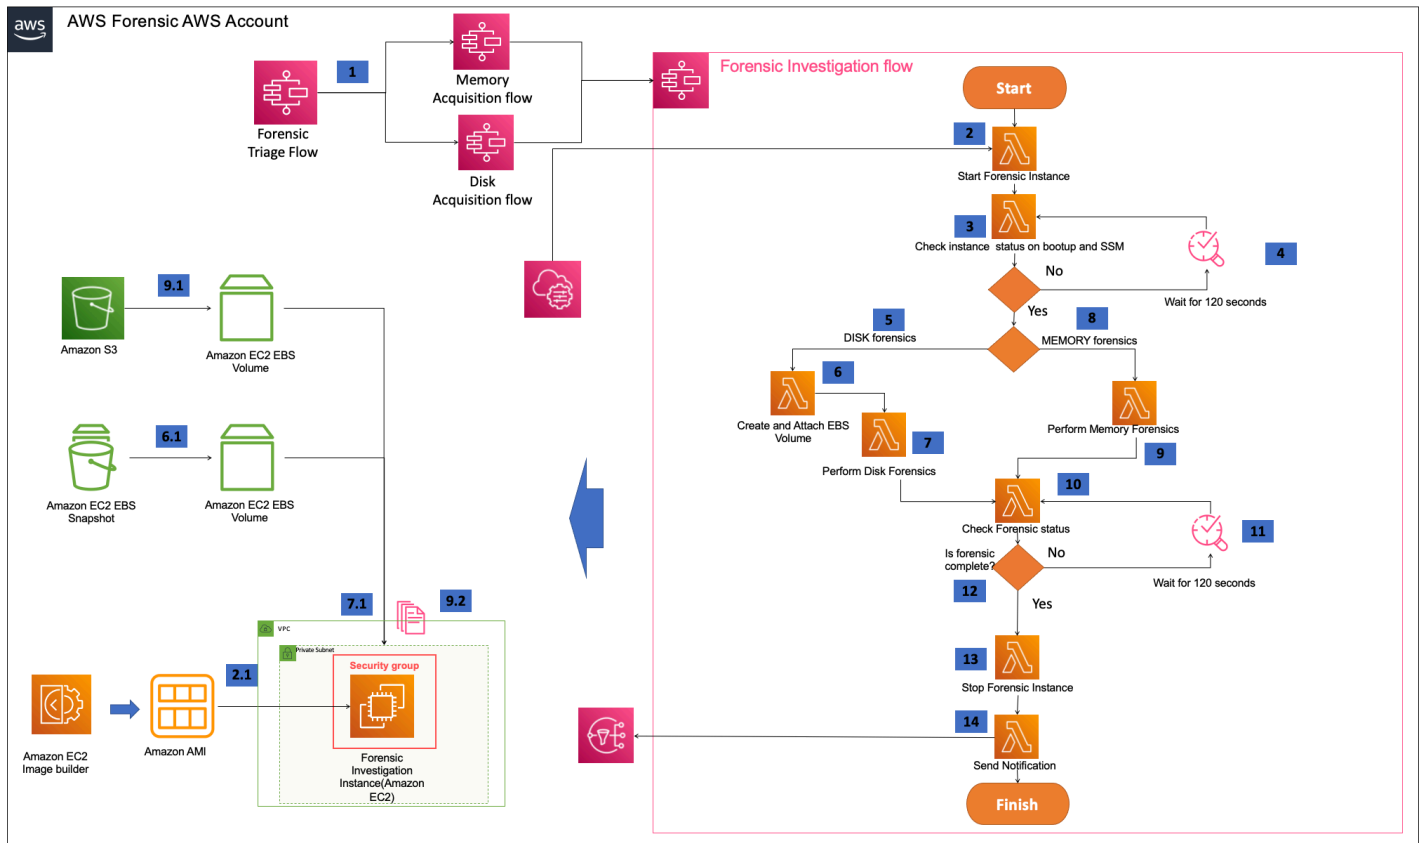 aws
AWS Forensic AWS Account
1
Memory
Acquisition flow
Forensic
Triage Flow
Disk
Acquisition flow
Forensic Investigation flow
Start
2
Start Forensic Instance
3
Check instance  status on bootup and SSM
4
No
Wait for 120 seconds
Yes
5
DISK forensics
8
MEMORY forensics
6
Create and Attach EBS
Volume
7
Perform Disk Forensics
Perform Memory Forensics
9
10
Check Forensic status
11
Is forensic
complete?
No
Wait for 120 seconds
12
Yes
13
Stop Forensic Instance
14
Send Notification
Finish
9.1
Amazon S3
Amazon EC2 EBS
Volume
6.1
Amazon EC2 EBS
Snapshot
Amazon EC2 EBS
Volume
7.1
9.2
VPC
Private Subnet
Security group
2.1
Amazon EC2
Image builder
Amazon AMI
Forensic
Investigation
Instance(Amazon
EC2)